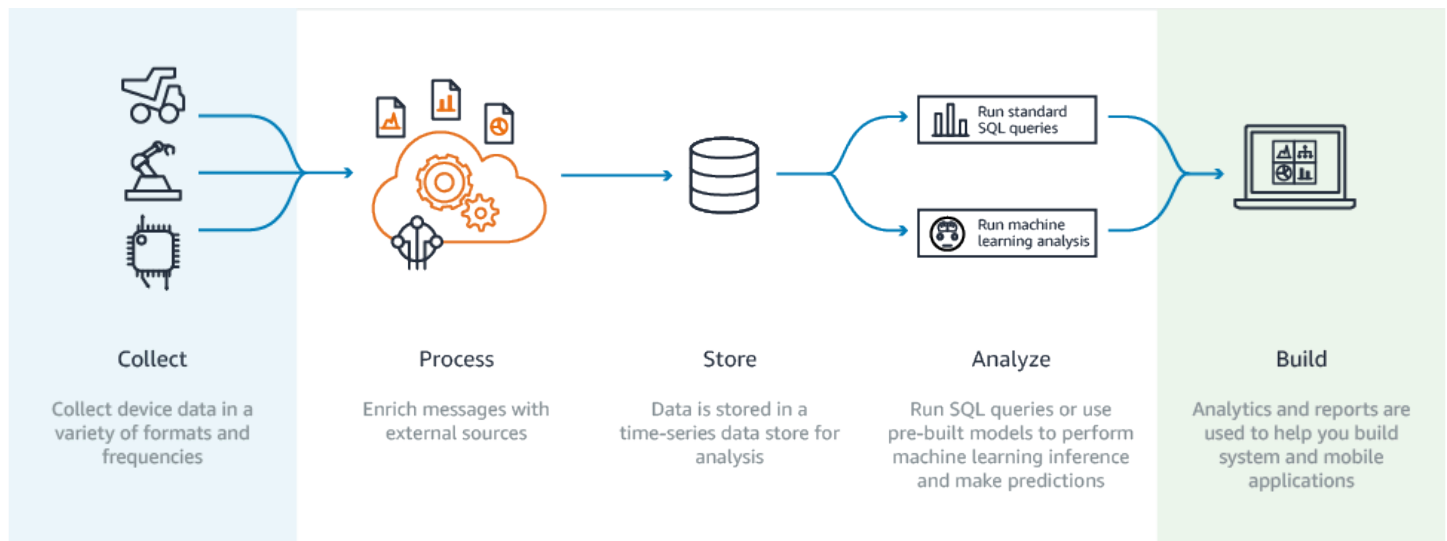 Run standard
SQL queries
Run machine
learning analysis
Collect
Collect device data in a
variety of formats and
frequencies
Process
Enrich messages with
external sources
Store
Data is stored in a
time-series data store for
analysis
Analyze
Run SQL queries or use
pre-built models to perform
machine learning inference
and make predictions
Build
Analytics and reports are
used to help you build
system and mobile
applications